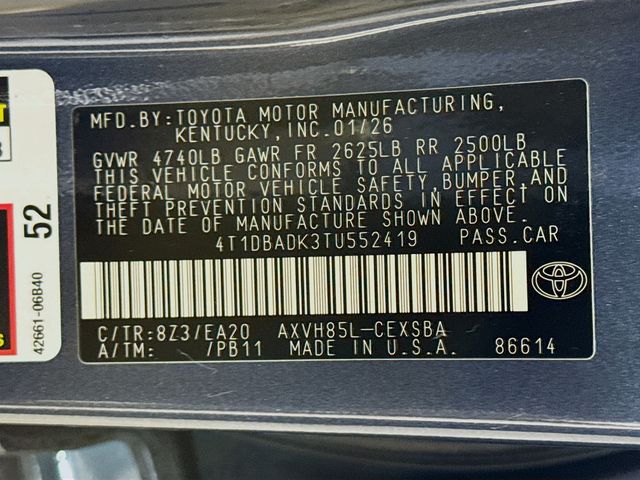 MFD.BY:TOYOTA MOTOR MANUFACTURING,
KENTUCKY,INC.01/26
GVWR 4740LB GAWR FR 2625LB RR 2500LB
THIS VEHICLE CONFORMS TO ALL APPLICABLE
FEDERAL MOTOR VEHICLE SAFETY,BUMPER,AND
THEFT PREVENTION STANDARDS IN EFFECT ON
THE DATE OF MANUFACTURE SHOWN ABOVE.
4T1DBADK3TU552419 PASS.CAR
C/TR:8Z3/EA20 AXVH85L-CEXSBA
A/TM: /PB11 MADE IN U.S.A. 86614
52
42661-06B40